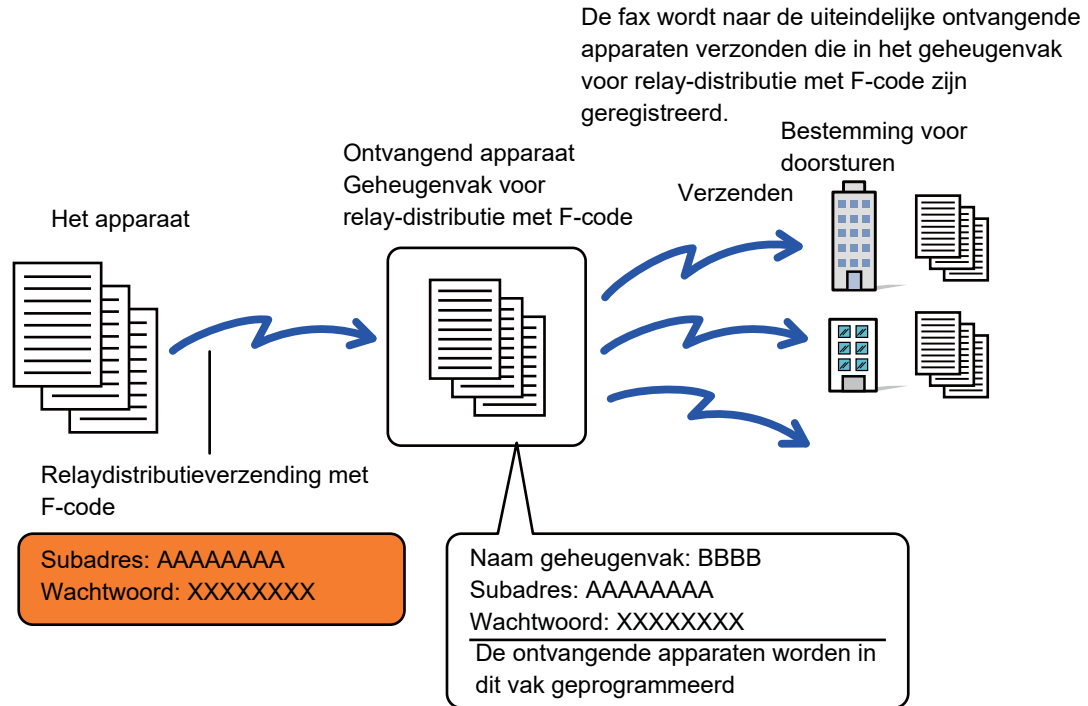 De fax wordt naar de uiteindelijke ontvangende
apparaten verzonden die in het geheugenvak
voor relay-distributie met F-code zijn
geregistreerd.
Bestemming voor
doorsturen
Ontvangend apparaat
Geheugenvak voor
relay-distributie met F-code
Verzenden
Het apparaat
Relaydistributieverzending met
F-code
Subadres: AAAAAAAA
Wachtwoord: XXXXXXXX
Naam geheugenvak: BBBB
Subadres: AAAAAAAA
Wachtwoord: XXXXXXXX
De ontvangende apparaten worden in
dit vak geprogrammeerd